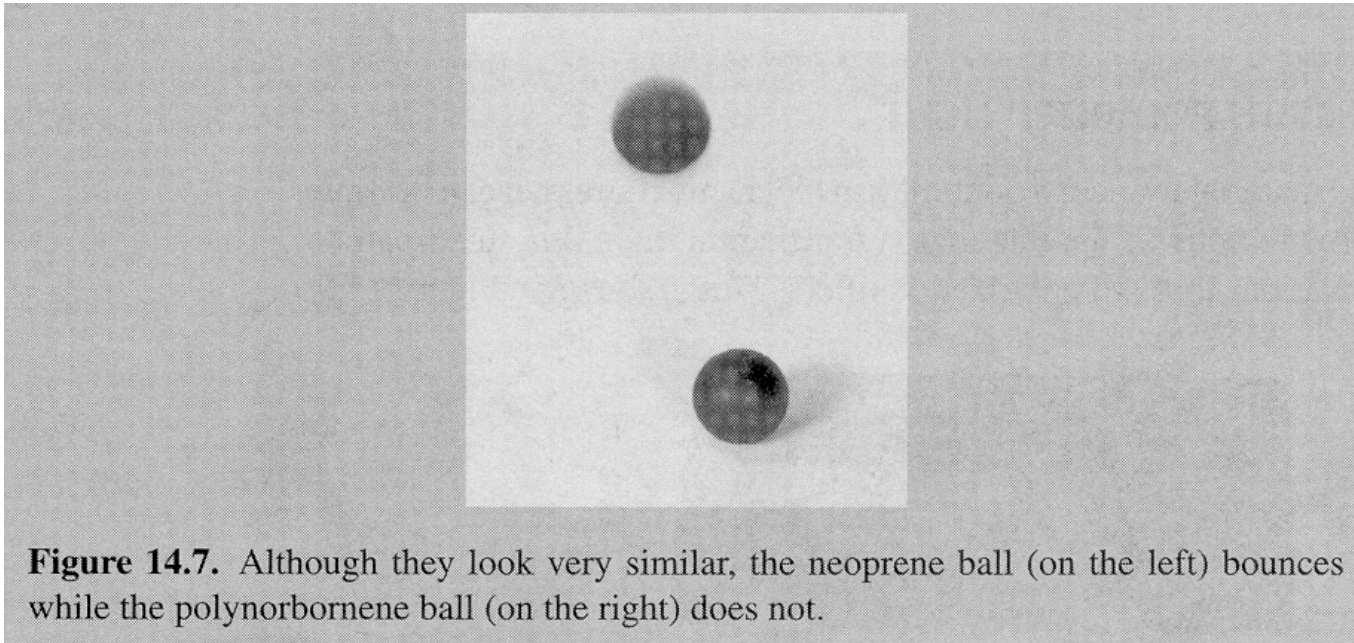 Figure 14.7. Although they look very similar, the neoprene ball (on the left) bounces
while the polynorbornene ball (on the right) does not.